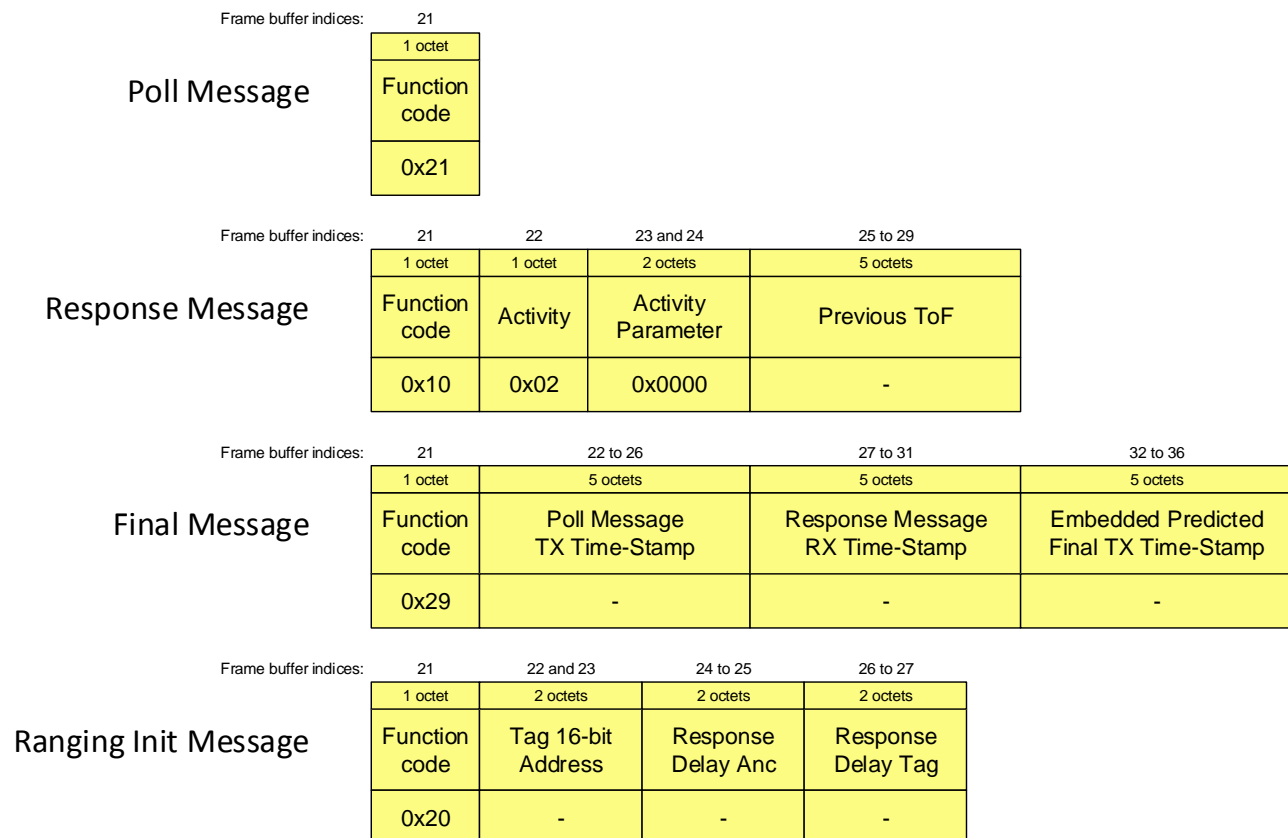 Frame buffer indices: 21
1 octet
Poll Message
Function
code
0x21
Frame buffer indices: 21 22 23 and 24 25 to 29
1 octet 1 octet 2 octets 5 octets
Response Message
Function
code
Activity
Activity
Parameter
Previous ToF
0x10 0x02 0x0000 -
Frame buffer indices: 21 22 to 26 27 to 31 32 to 36
1 octet 5 octets 5 octets 5 octets
Final Message
Function
code
Poll Message
TX Time-Stamp
Response Message
RX Time-Stamp
Embedded Predicted
Final TX Time-Stamp
0x29 - - -
Frame buffer indices: 21 22 and 23 24 to 25 26 to 27
1 octet 2 octets 2 octets 2 octets
Ranging Init Message
Function
code
Tag 16-bit
Address
Response
Delay Anc
Response
Delay Tag
0x20 - - -